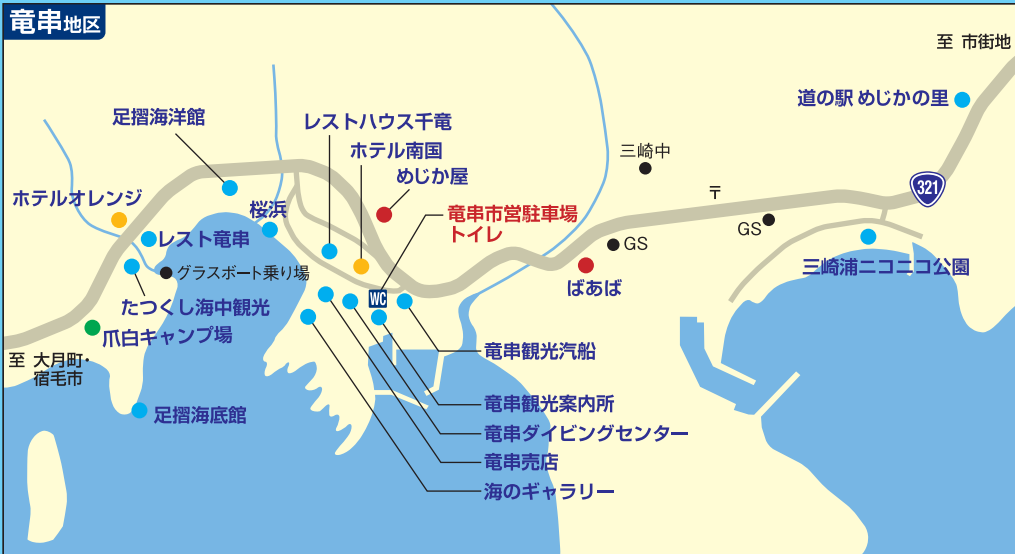 竜串地区
至 市街地
道の駅 めじかの里
足摺海洋館
レストハウス千竜
ホテル南国
三崎中
めじか屋
321
ホテルオレンジ
〒
桜浜
竜串市営駐車場
トイレ
レスト竜串
GS
GS
グラスボート乗り場
三崎浦ニコニコ公園
ばあば
WC
たつくし海中観光
爪白キャンプ場
至 大月町・
宿毛市
竜串観光汽船
竜串観光案内所
足摺海底館
竜串ダイビングセンター
竜串売店
海のギャラリー